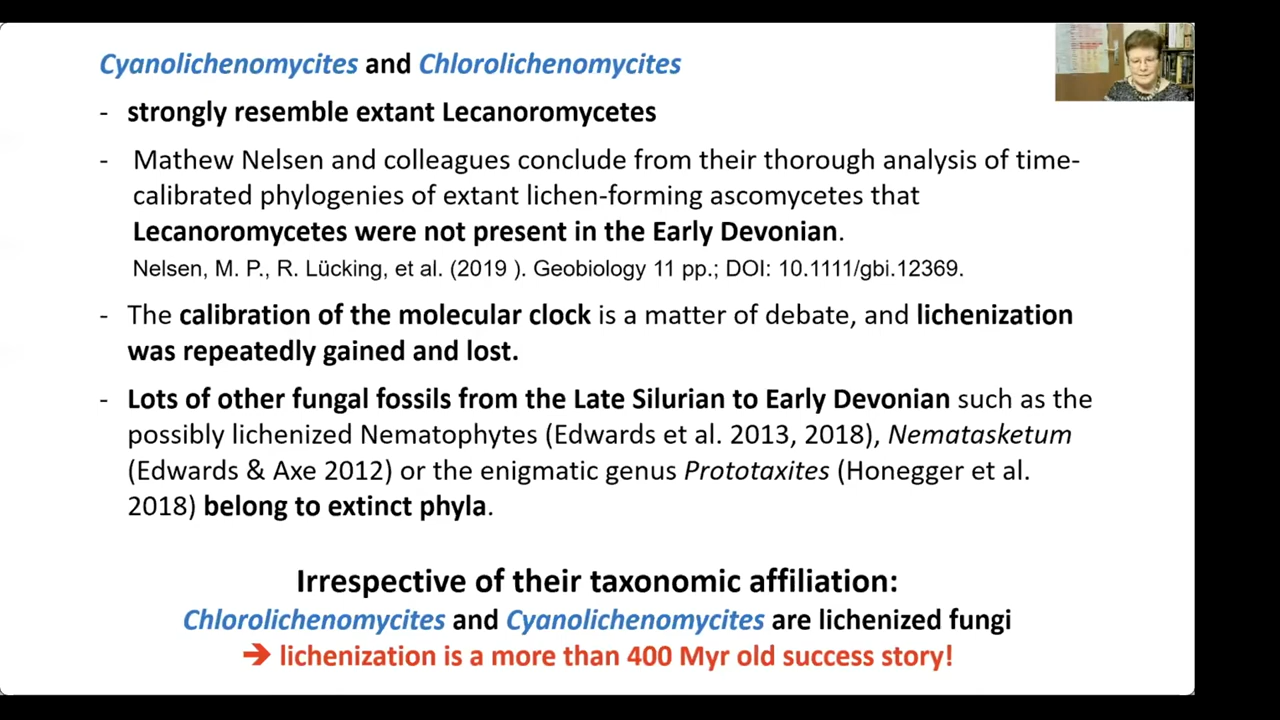 Cyanolichenomycites and Chlorolichenomycites
- strongly resemble extant Lecanoromycetes
- Mathew Nelsen and colleagues conclude from their thorough analysis of time-
calibrated phylogenies of extant lichen-forming ascomycetes that
Lecanoromycetes were not present in the Early Devonian.
Nelsen, M. P., R. Lücking, et al. (2019 ). Geobiology 11 pp.; DOI: 10.1111/gbi.12369.
- The calibration of the molecular clock is a matter of debate, and lichenization
was repeatedly gained and lost.
- Lots of other fungal fossils from the Late Silurian to Early Devonian such as the
possibly lichenized Nematophytes (Edwards et al. 2013, 2018), Nematasketum
(Edwards & Axe 2012) or the enigmatic genus Prototaxites (Honegger et al.
2018) belong to extinct phyla.
Irrespective of their taxonomic affiliation:
Chlorolichenomycites and Cyanolichenomycites are lichenized fungi
➔ lichenization is a more than 400 Myr old success story!